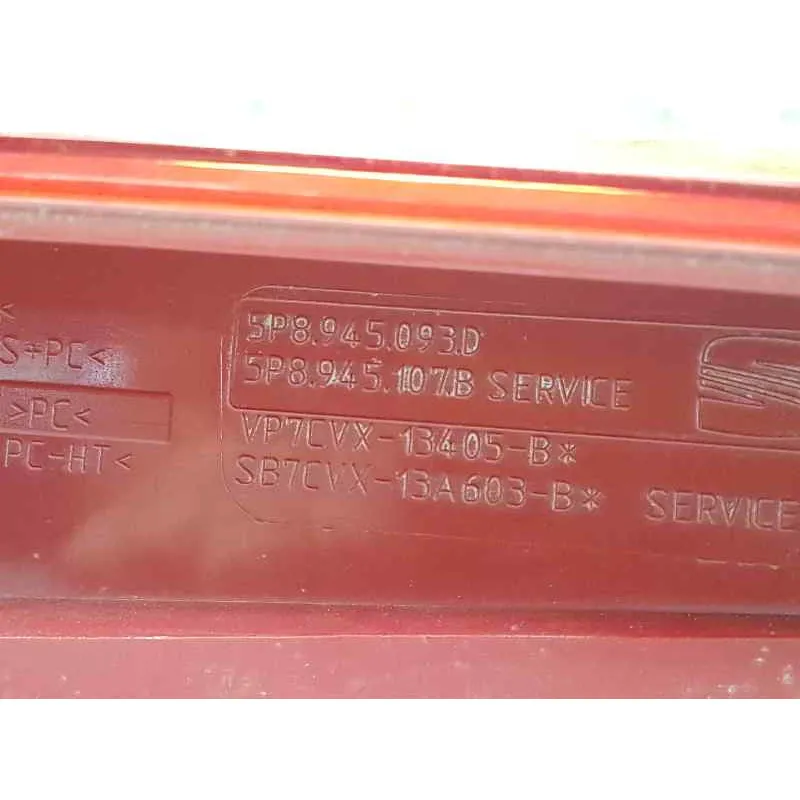 <
S+PC<
>PC<
PC-HT<
5P8.945.093.D
5P8.945.107.B SERVICE
VP7CVX-13405-B*
SB7CVX-13A603-B* SERVICE